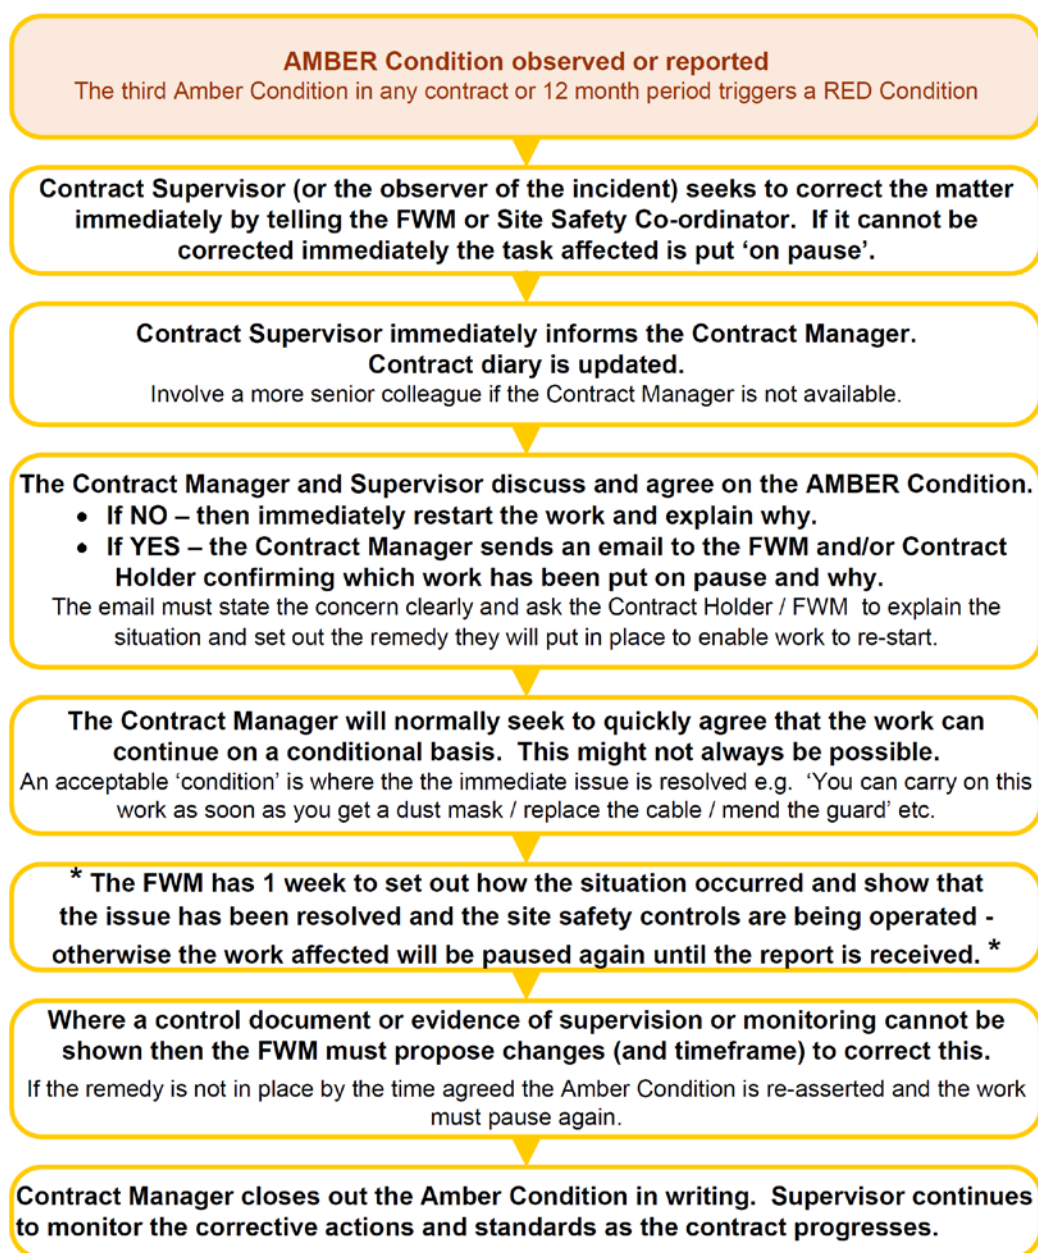 AMBER Condition observed or reported
The third Amber Condition in any contract or 12 month period triggers a RED Condition
Contract Supervisor (or the observer of the incident) seeks to correct the matter
immediately by telling the FWM or Site Safety Co-ordinator.  If it cannot be
corrected immediately the task affected is put ‘on pause’.
Contract Supervisor immediately informs the Contract Manager.
Contract diary is updated.
Involve a more senior colleague if the Contract Manager is not available.
The Contract Manager and Supervisor discuss and agree on the AMBER Condition.
• If NO – then immediately restart the work and explain why.
• If YES – the Contract Manager sends an email to the FWM and/or Contract
Holder confirming which work has been put on pause and why.
The email must state the concern clearly and ask the Contract Holder / FWM  to explain the
situation and set out the remedy they will put in place to enable work to re-start.
The Contract Manager will normally seek to quickly agree that the work can
continue on a conditional basis.  This might not always be possible.
An acceptable ‘condition’ is where the the immediate issue is resolved e.g.  ‘You can carry on this
work as soon as you get a dust mask / replace the cable / mend the guard’ etc.
* The FWM has 1 week to set out how the situation occurred and show that
the issue has been resolved and the site safety controls are being operated -
otherwise the work affected will be paused again until the report is received. *
Where a control document or evidence of supervision or monitoring cannot be
shown then the FWM must propose changes (and timeframe) to correct this.
If the remedy is not in place by the time agreed the Amber Condition is re-asserted and the work
must pause again.
Contract Manager closes out the Amber Condition in writing.  Supervisor continues
to monitor the corrective actions and standards as the contract progresses.